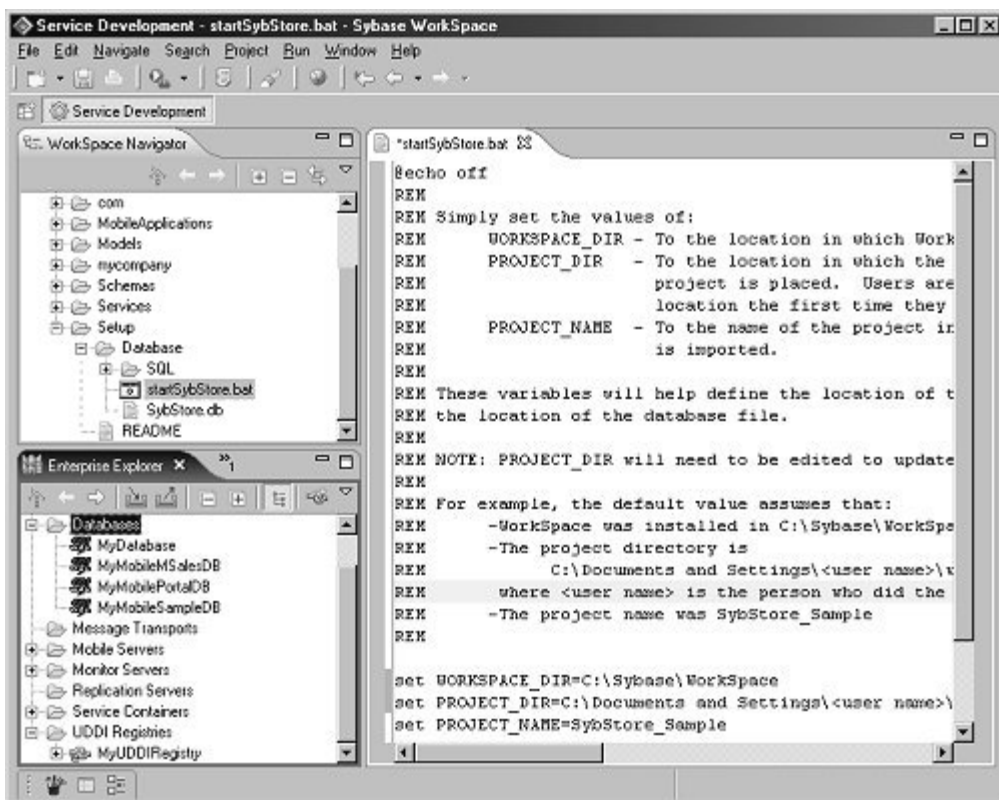 Service Development - startSybStore.bat - Sybase WorkSpace
File Edit Navigate Search Project Run Window Help
Service Development
WorkSpace Navigator
com
MobileApplications
Models
mycompany
Schemas
Services
Setup
Database
SQL
startSybStore.bat
SybStore.db
README
Enterprise Explorer
»1
Databases
MyDatabase
MyMobileMSalesDB
MyMobilePortalDB
MyMobileSampleDB
Message Transports
Mobile Servers
Monitor Servers
Replication Servers
Service Containers
UDDI Registries
MyUDDIRegistry
*startSybStore.bat
@echo off
REM
REM Simply set the values of:
REM WORKSPACE_DIR - To the location in which Work
REM PROJECT_DIR - To the location in which the
REM project is placed. Users are
REM location the first time they
REM PROJECT_NAME - To the name of the project in
REM is imported.
REM
REM These variables will help define the location of t
REM the location of the database file.
REM
REM NOTE: PROJECT_DIR will need to be edited to update
REM
REM For example, the default value assumes that:
REM -WorkSpace was installed in C:\Sybase\WorkSpa
REM -The project directory is
REM C:\Documents and Settings\<user name>\w
REM where <user name> is the person who did the
REM -The project name was SybStore_Sample
REM
set WORKSPACE_DIR=C:\Sybase\WorkSpace
set PROJECT_DIR=C:\Documents and Settings\<user name>\
set PROJECT_NAME=SybStore_Sample